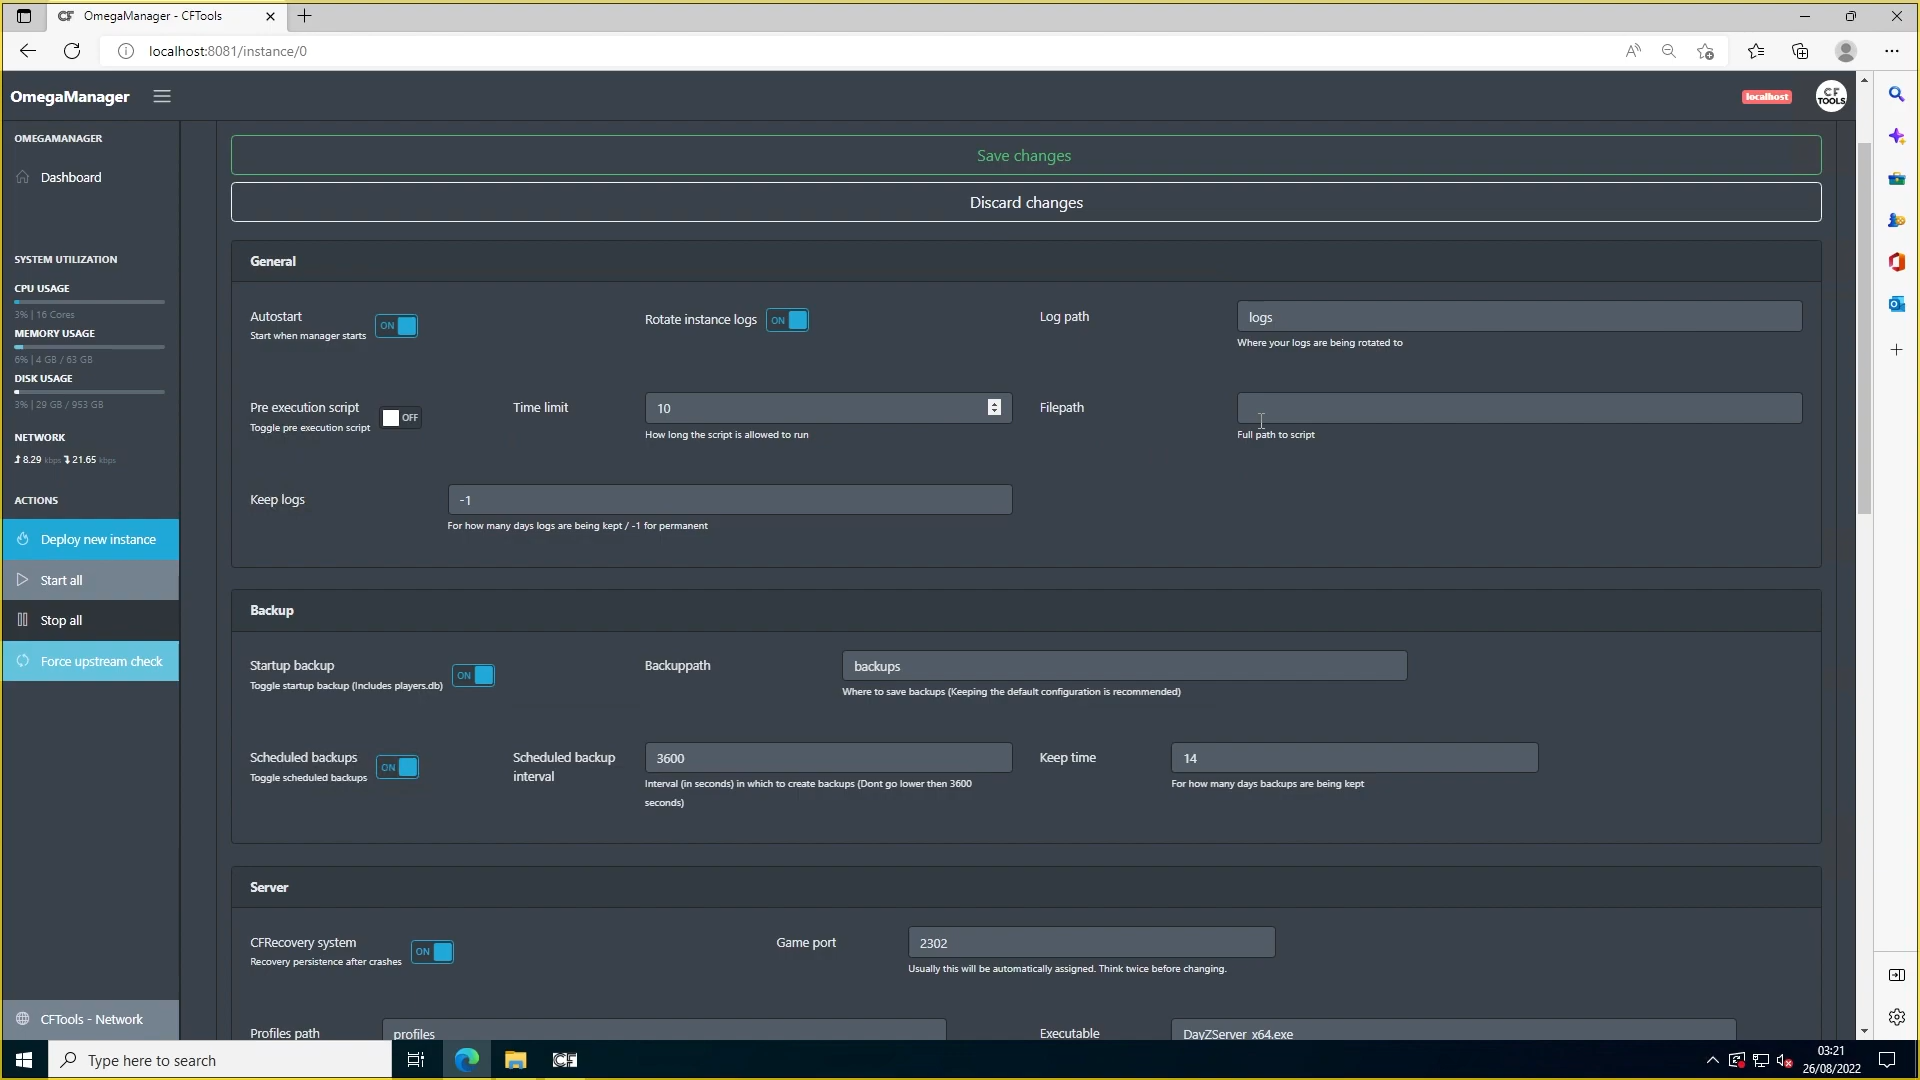 OmegaManager - CFTools
localhost:8081/instance/0
OmegaManager
localhost
CF TOOLS
OMEGAMANAGER
Dashboard
SYSTEM UTILIZATION
CPU USAGE
3% | 16 Cores
MEMORY USAGE
6% | 4 GB / 63 GB
DISK USAGE
3% | 29 GB / 953 GB
NETWORK
8.29 kbps 21.65 kbps
ACTIONS
Deploy new instance
Start all
Stop all
Force upstream check
CFTools - Network
Save changes
Discard changes
General
Autostart
Start when manager starts
ON
Rotate instance logs
ON
Log path
logs
Where your logs are being rotated to
Pre execution script
Toggle pre execution script
OFF
Time limit
10
How long the script is allowed to run
Filepath
Full path to script
Keep logs
-1
For how many days logs are being kept / -1 for permanent
Backup
Startup backup
Toggle startup backup (Includes players.db)
ON
Backuppath
backups
Where to save backups (Keeping the default configuration is recommended)
Scheduled backups
Toggle scheduled backups
ON
Scheduled backup
interval
3600
Interval (in seconds) in which to create backups (Dont go lower then 3600
seconds)
Keep time
14
For how many days backups are being kept
Server
CFRecovery system
Recovery persistence after crashes
ON
Game port
2302
Usually this will be automatically assigned. Think twice before changing.
Profiles path
profiles
Executable
DayZServer_x64.exe
Type here to search
CF
03:21
26/08/2022